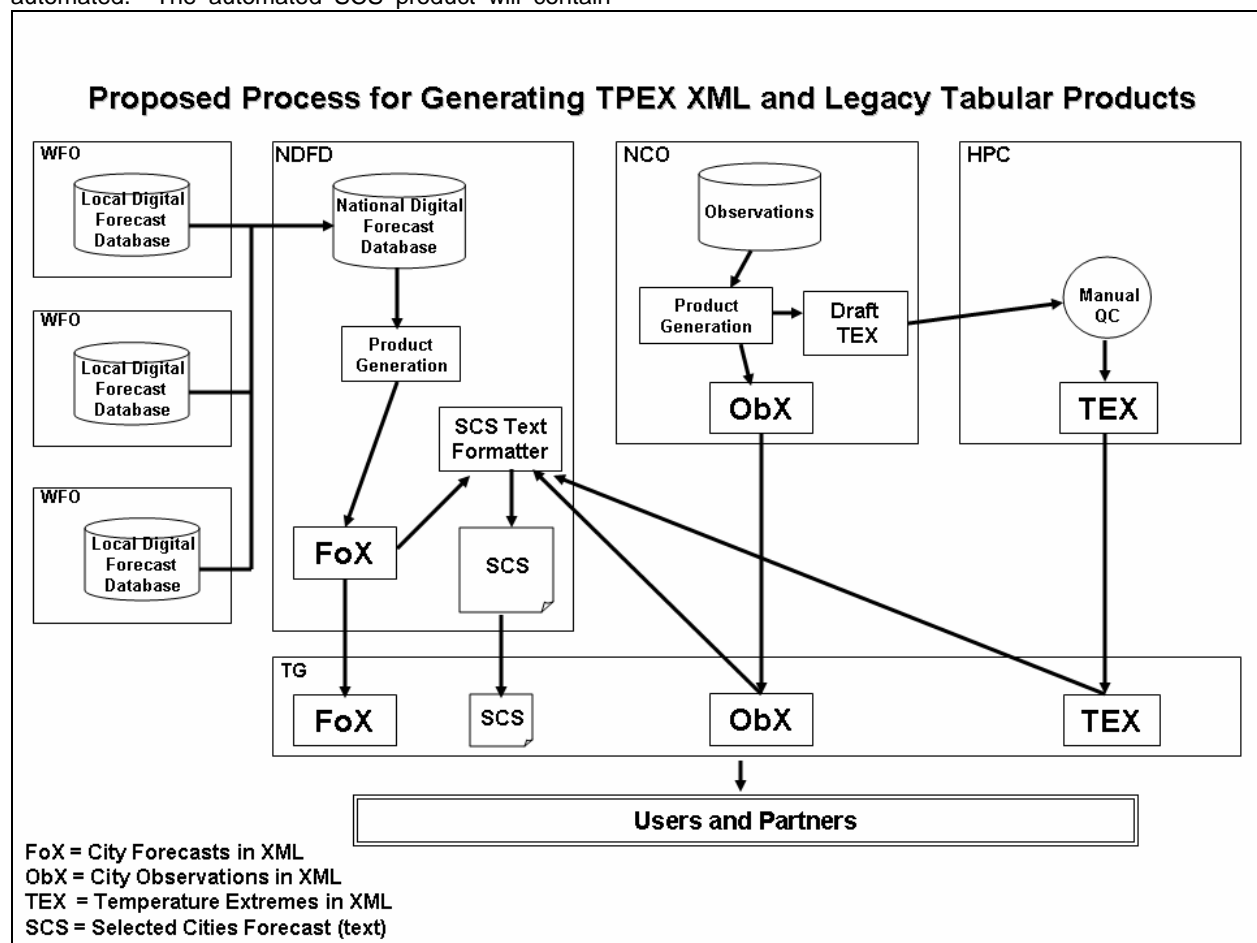 automated. The automated SCS product will contain
Proposed Process for Generating TPEX XML and Legacy Tabular Products
WFO
Local Digital
Forecast
Database
WFO
Local Digital
Forecast
Database
WFO
Local Digital
Forecast
Database
NDFD
National Digital
Forecast
Database
Product
Generation
SCS Text
Formatter
FoX
SCS
NCO
Observations
Product
Generation
Draft
TEX
ObX
HPC
Manual
QC
TEX
TG
FoX
SCS
ObX
TEX
Users and Partners
FoX = City Forecasts in XML
ObX = City Observations in XML
TEX = Temperature Extremes in XML
SCS = Selected Cities Forecast (text)